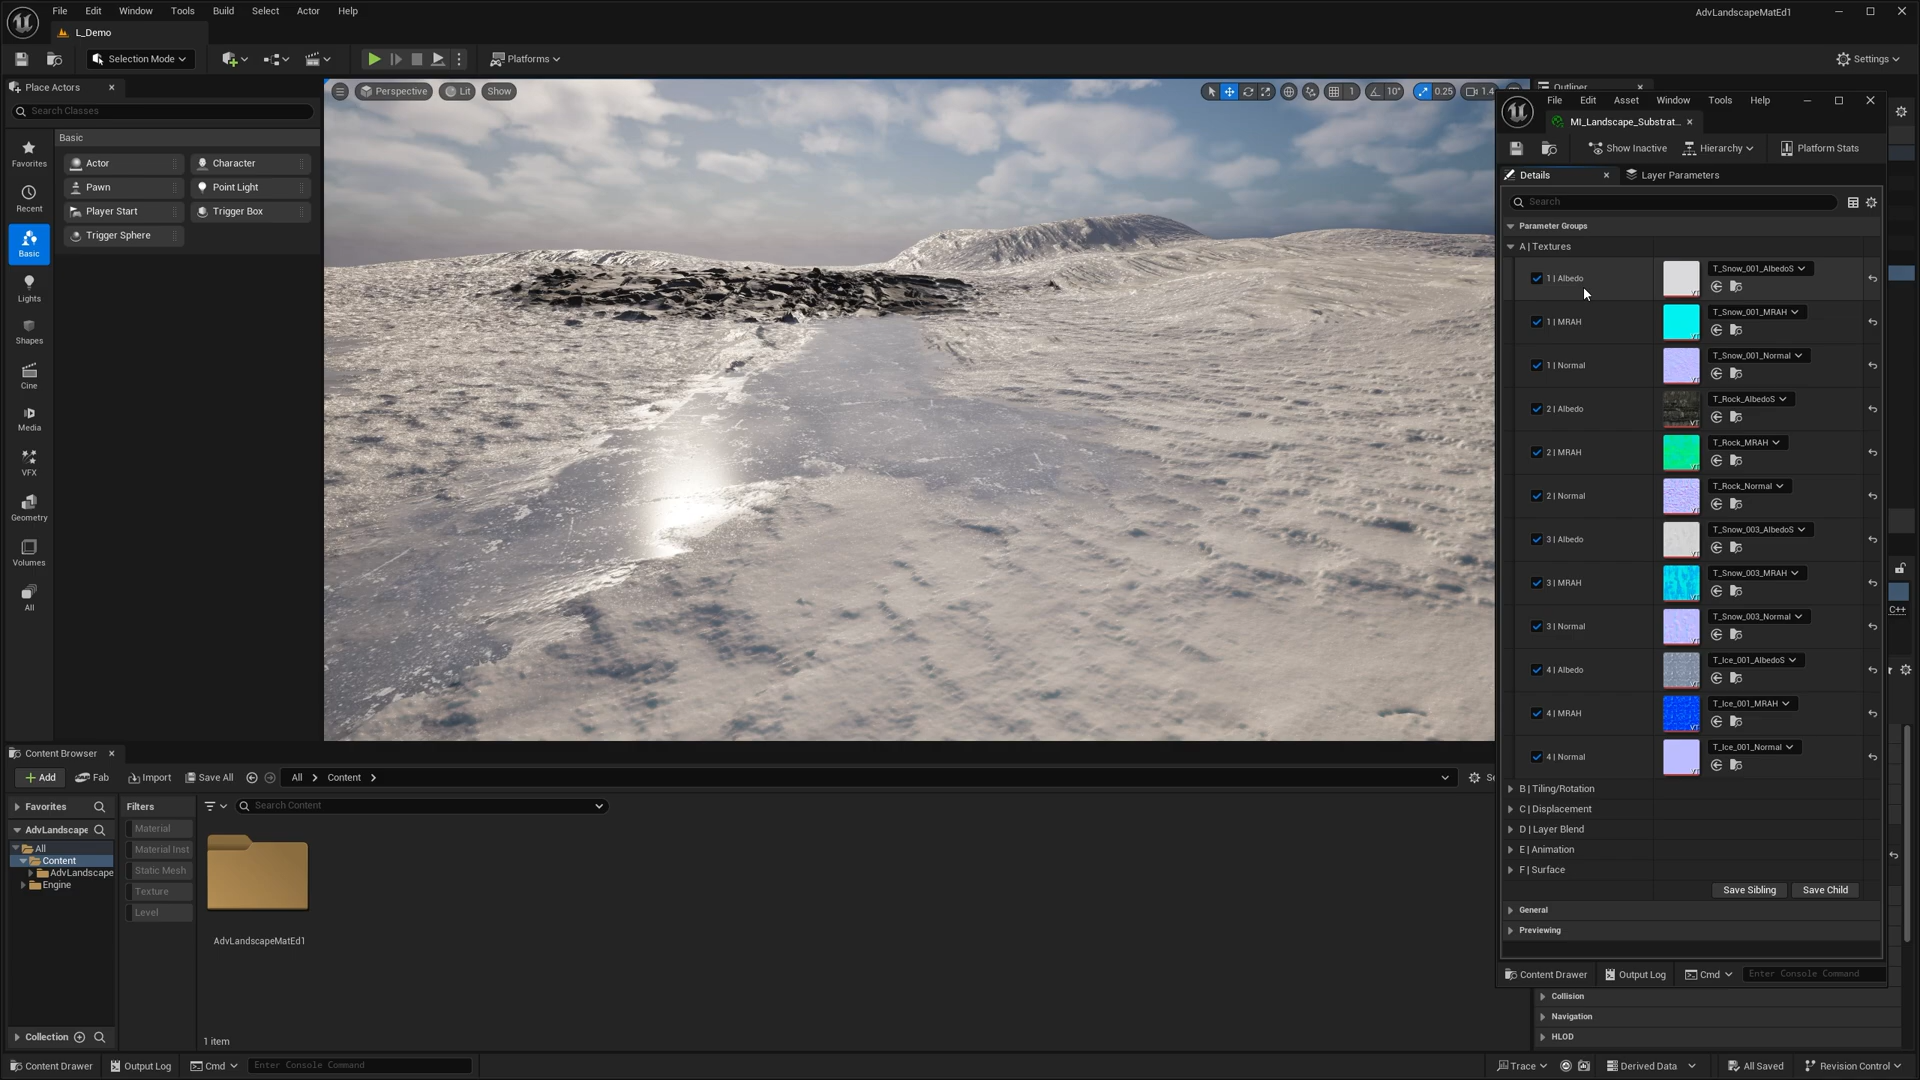 File Edit Window Tools Build Select Actor Help
AdvLandscapeMatEd1
L_Demo
Selection Mode
Platforms
Settings
Place Actors
Search Classes
Basic
Favorites
Recent
Basic
Lights
Shapes
Cine
Media
VFX
Geometry
Volumes
All
Actor
Character
Pawn
Point Light
Player Start
Trigger Box
Trigger Sphere
Perspective
Lit
Show
1
10°
0.25
1.4
Outliner
File Edit Asset Window Tools Help
MI_Landscape_Substrat...
Show Inactive
Hierarchy
Platform Stats
Details
Layer Parameters
Search
Parameter Groups
A | Textures
1 | Albedo
T_Snow_001_AlbedoS
1 | MRAH
T_Snow_001_MRAH
1 | Normal
T_Snow_001_Normal
2 | Albedo
T_Rock_AlbedoS
2 | MRAH
T_Rock_MRAH
2 | Normal
T_Rock_Normal
3 | Albedo
T_Snow_003_AlbedoS
3 | MRAH
T_Snow_003_MRAH
3 | Normal
T_Snow_003_Normal
4 | Albedo
T_Ice_001_AlbedoS
4 | MRAH
T_Ice_001_MRAH
4 | Normal
T_Ice_001_Normal
B | Tiling/Rotation
C | Displacement
D | Layer Blend
E | Animation
F | Surface
Save Sibling
Save Child
General
Previewing
Content Drawer
Output Log
Cmd
Enter Console Command
C++
Collision
Navigation
HLOD
Content Browser
Add
Fab
Import
Save All
All
Content
Se
Favorites
AdvLandscape
All
Content
AdvLandscape
Engine
Collection
Filters
Material
Material Inst
Static Mesh
Texture
Level
Search Content
AdvLandscapeMatEd1
1 item
Content Drawer
Output Log
Cmd
Enter Console Command
Trace
Derived Data
All Saved
Revision Control